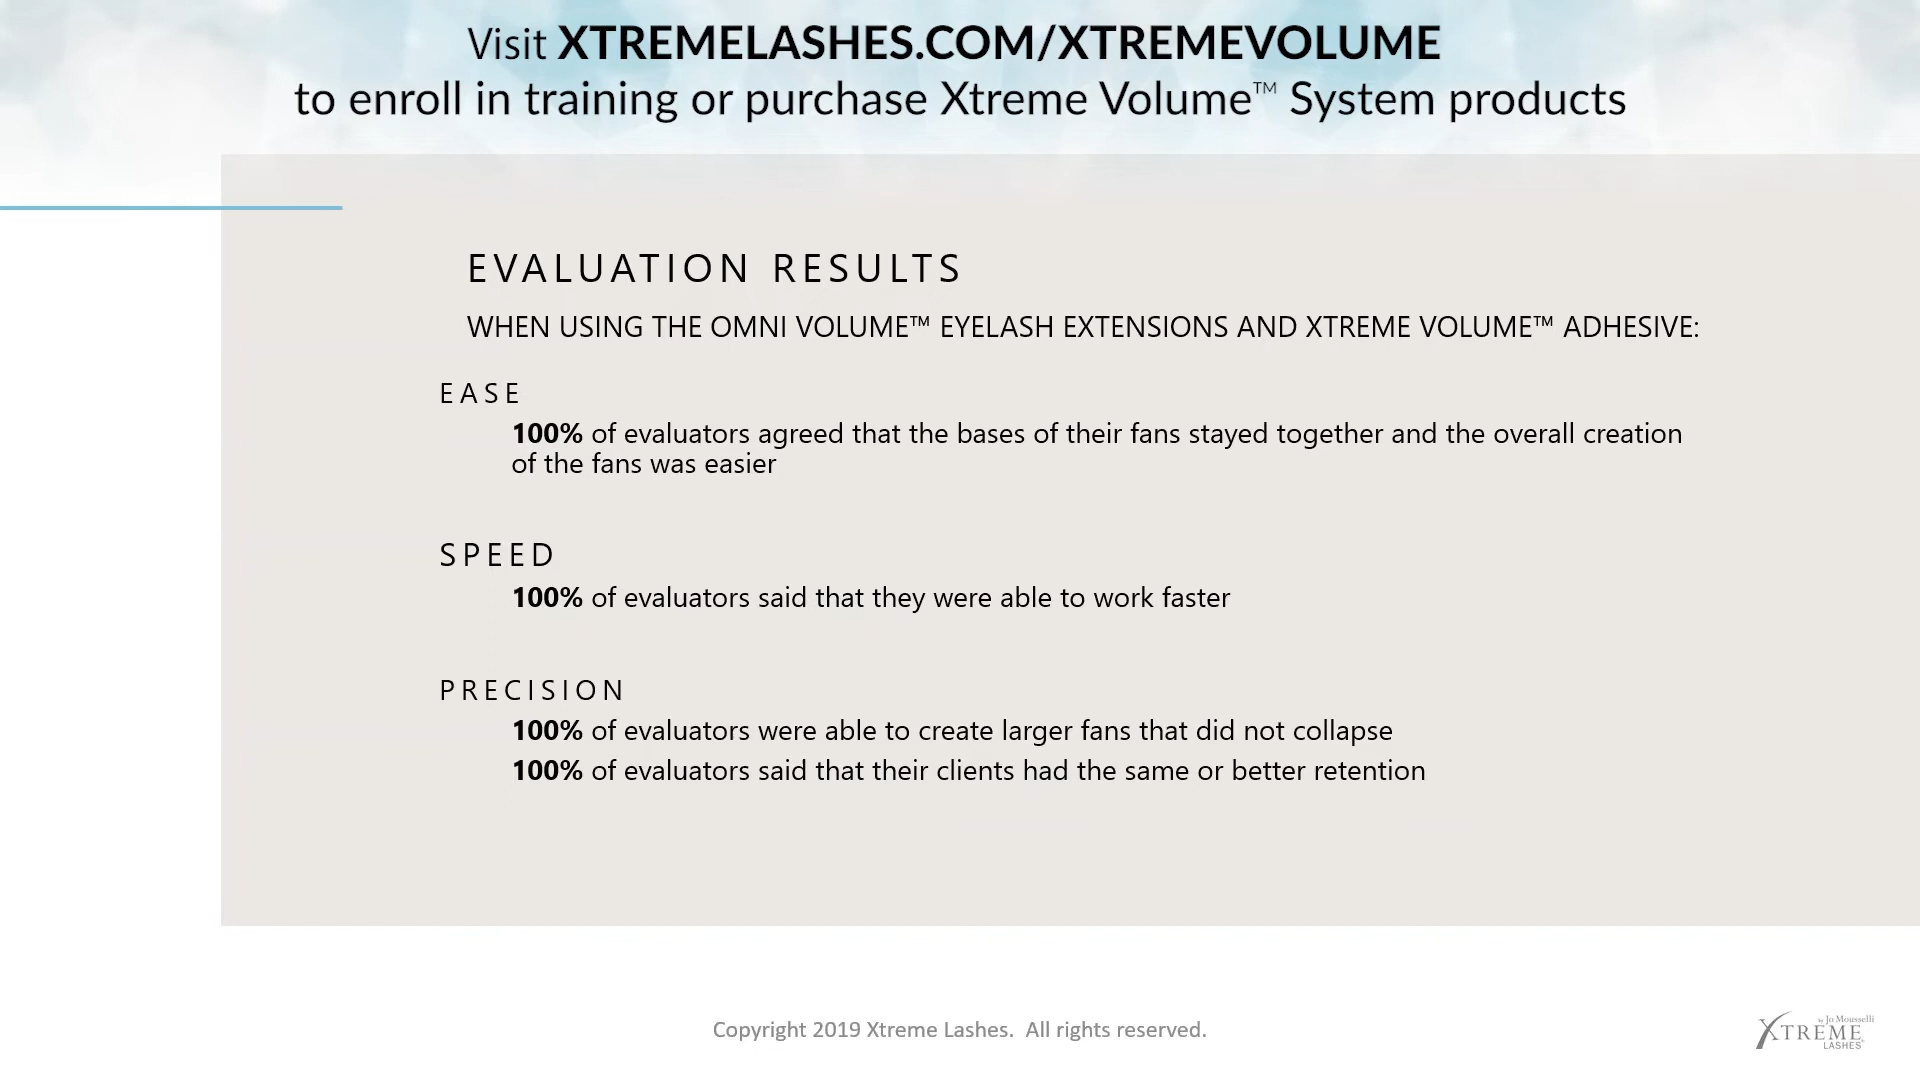 Visit XTREMELASHES.COM/XTREMEVOLUME
to enroll in training or purchase Xtreme Volume™ System products
EVALUATION RESULTS
WHEN USING THE OMNI VOLUME™ EYELASH EXTENSIONS AND XTREME VOLUME™ ADHESIVE:
EASE
100% of evaluators agreed that the bases of their fans stayed together and the overall creation
of the fans was easier
SPEED
100% of evaluators said that they were able to work faster
PRECISION
100% of evaluators were able to create larger fans that did not collapse
100% of evaluators said that their clients had the same or better retention
Copyright 2019 Xtreme Lashes. All rights reserved.
by Jo Mousselli
XTREME
LASHES®